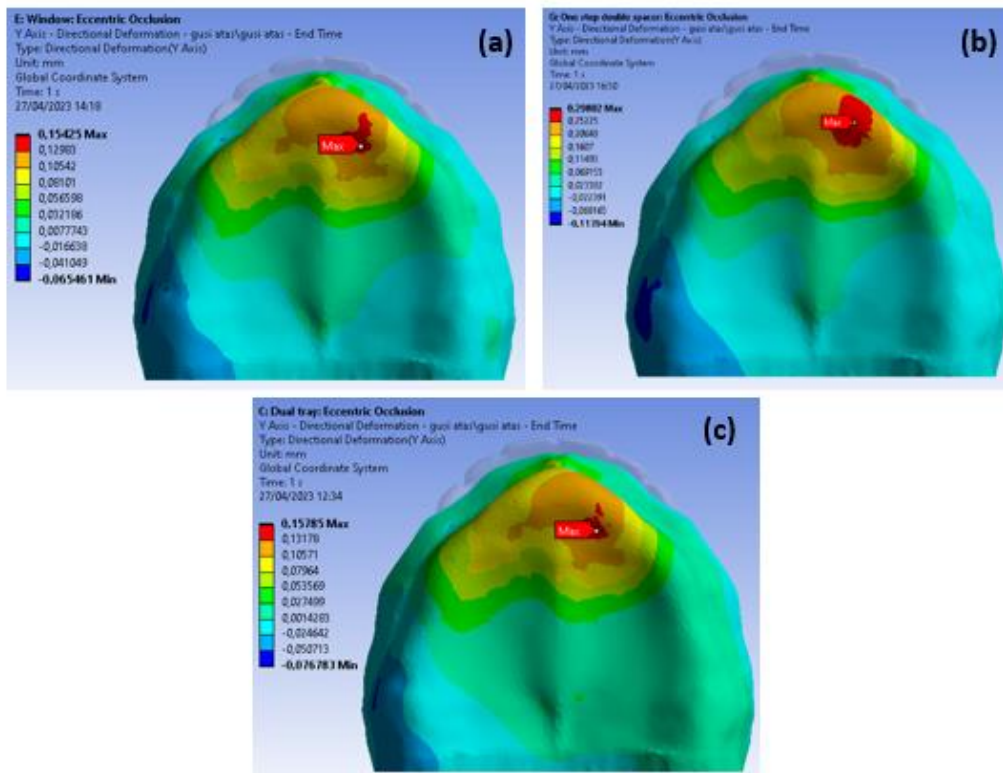 E: Window: Eccentric Occlusion
Y Axis - Directional Deformation - gusi atas\gusi atas - End Time
Type: Directional Deformation(Y Axis)
Unit: mm
Global Coordinate System
Time: 1 s
27/04/2023 14:18
(a)
0,15425 Max
0,12983
0,10542
0,08101
0,056598
0,032186
0,0077743
-0,016638
-0,041049
-0,065461 Min
Max
G: One step double spacer: Eccentric Occlusion
Y Axis - Directional Deformation - gusi atas\gusi atas - End Time
Type: Directional Deformation(Y Axis)
Unit: mm
Global Coordinate System
Time: 1 s
27/04/2023 16:50
(b)
Max
0,1607
-0,11394 Min
Max
C: Dual tray: Eccentric Occlusion
Y Axis - Directional Deformation - gusi atas\gusi atas - End Time
Type: Directional Deformation(Y Axis)
Unit: mm
Global Coordinate System
Time: 1 s
27/04/2023 12:34
(c)
0,15785 Max
0,13178
0,10571
0,07964
0,053569
0,027499
0,0014283
-0,024642
-0,050713
-0,076783 Min
Max